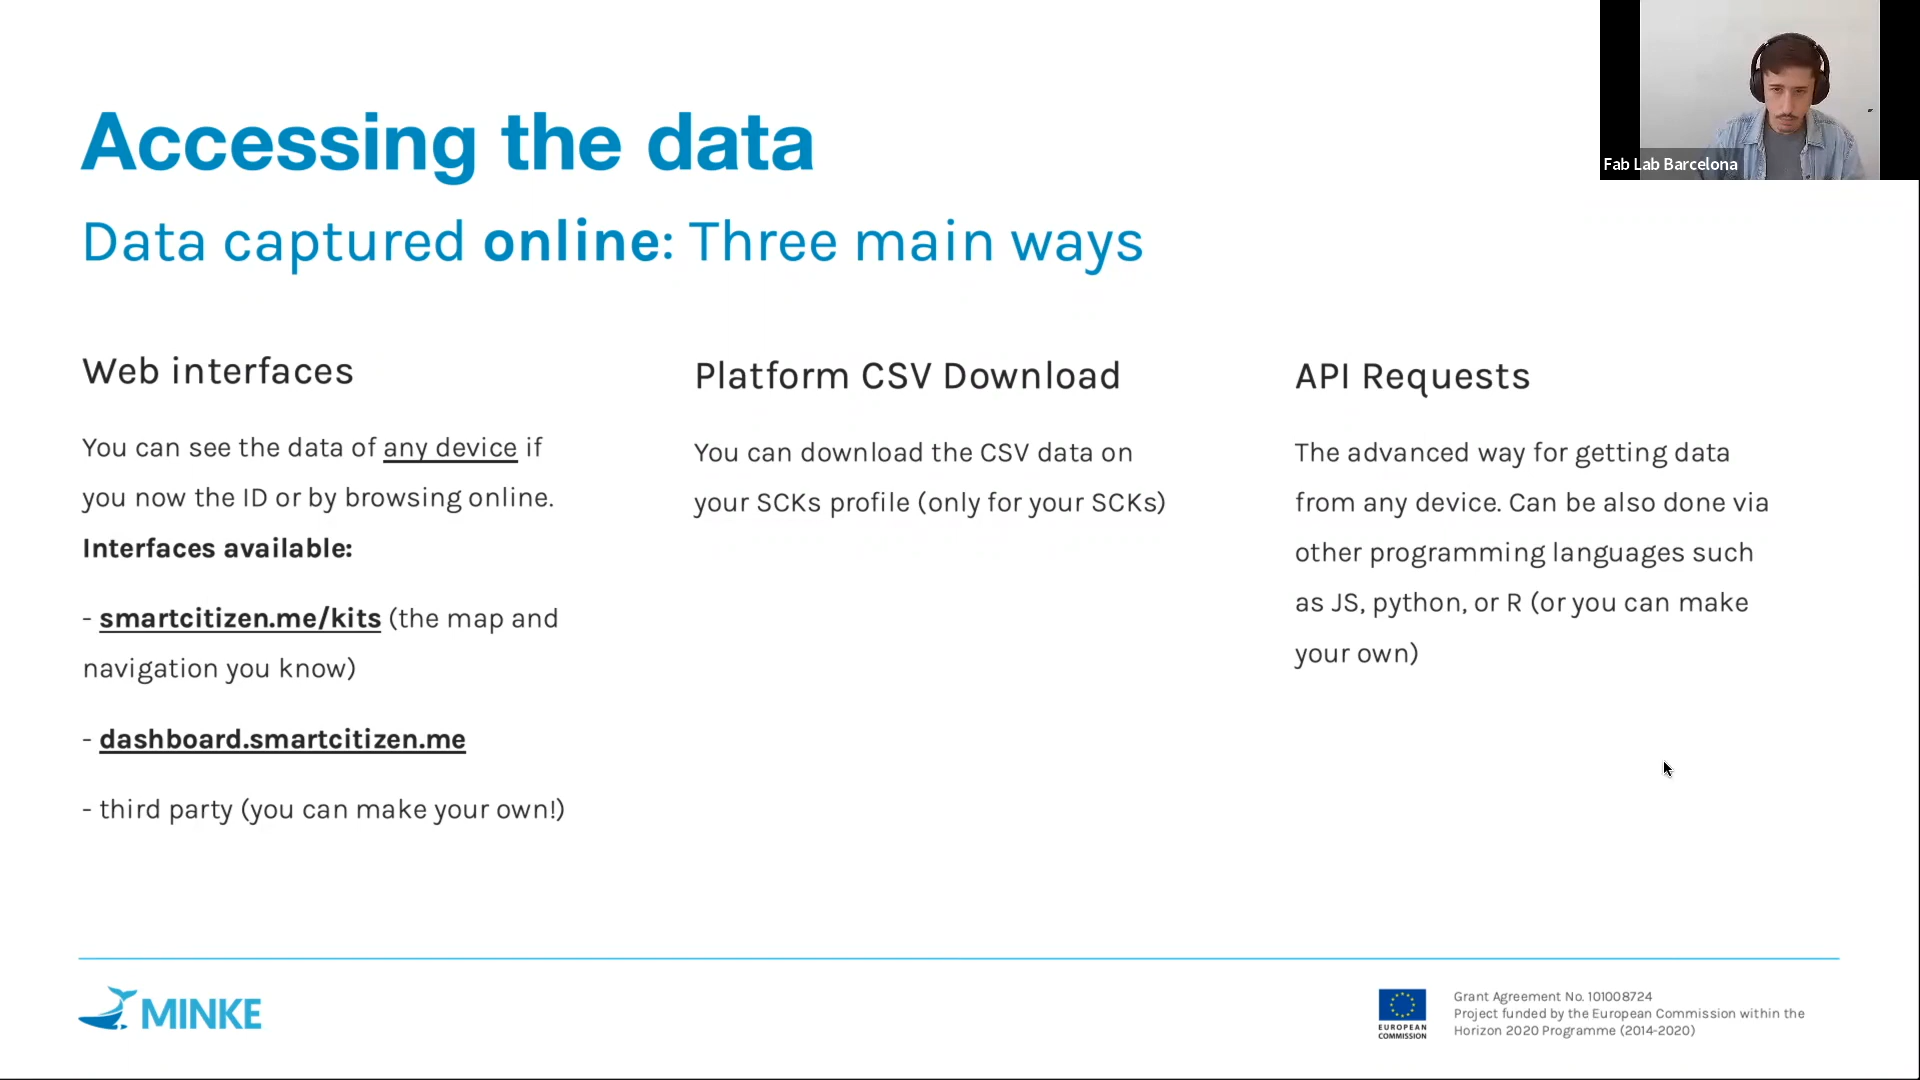 Accessing the data
Fab Lab Barcelona
Data captured online: Three main ways
Web interfaces
You can see the data of any device if
you now the ID or by browsing online.
Interfaces available:
- smartcitizen.me/kits (the map and
navigation you know)
- dashboard.smartcitizen.me
- third party (you can make your own!)
Platform CSV Download
You can download the CSV data on
your SCKs profile (only for your SCKs)
API Requests
The advanced way for getting data
from any device. Can be also done via
other programming languages such
as JS, python, or R (or you can make
your own)
MINKE
EUROPEAN
COMMISSION
Grant Agreement No. 101008724
Project funded by the European Commission within the
Horizon 2020 Programme (2014-2020)